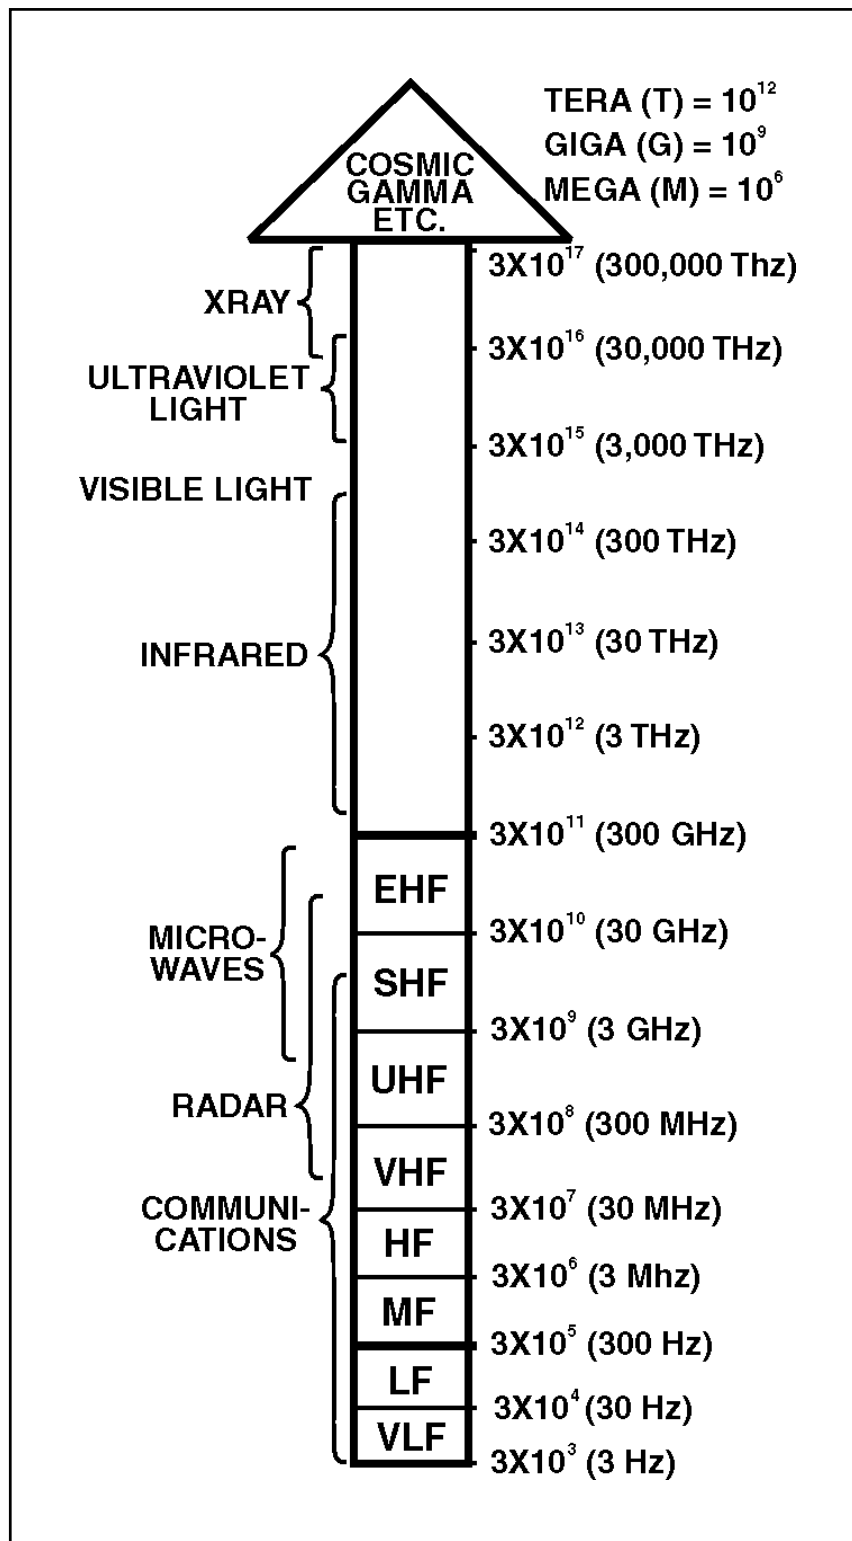 TERA (T) = 10¹²
GIGA (G) = 10⁹
MEGA (M) = 10⁶
COSMIC
GAMMA
ETC.
3X10¹⁷ (300,000 Thz)
XRAY
3X10¹⁶ (30,000 THz)
ULTRAVIOLET
LIGHT
3X10¹⁵ (3,000 THz)
VISIBLE LIGHT
3X10¹⁴ (300 THz)
INFRARED
3X10¹³ (30 THz)
3X10¹² (3 THz)
3X10¹¹ (300 GHz)
EHF
MICRO-
WAVES
3X10¹⁰ (30 GHz)
SHF
3X10⁹ (3 GHz)
UHF
RADAR
3X10⁸ (300 MHz)
VHF
COMMUNI-
CATIONS
3X10⁷ (30 MHz)
HF
3X10⁶ (3 Mhz)
MF
3X10⁵ (300 Hz)
LF
3X10⁴ (30 Hz)
VLF
3X10³ (3 Hz)